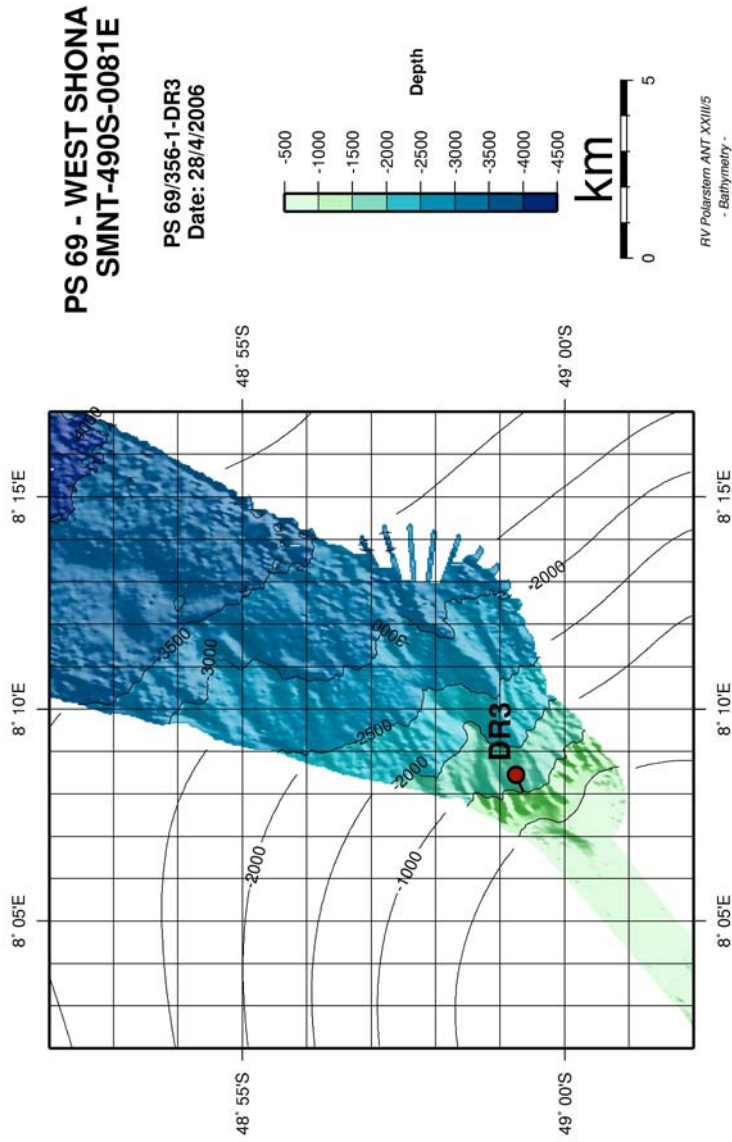 PS 69 - WEST SHONA
SMNT-490S-0081E
PS 69/356-1-DR3
Date: 28/4/2006
-500
-1000
-1500
-2000
-2500
-3000
-3500
-4000
-4500
Depth
km
0
5
RV Polarstern ANT XXIII/5
- Bathymetry -
48˚ 55'S
49˚ 00'S
8˚ 15'E
8˚ 10'E
8˚ 05'E
8˚ 15'E
8˚ 10'E
8˚ 05'E
48˚ 55'S
49˚ 00'S
-4000
-3500
-3000
-3000
-2500
-2000
-2000
-2000
-1000
DR3